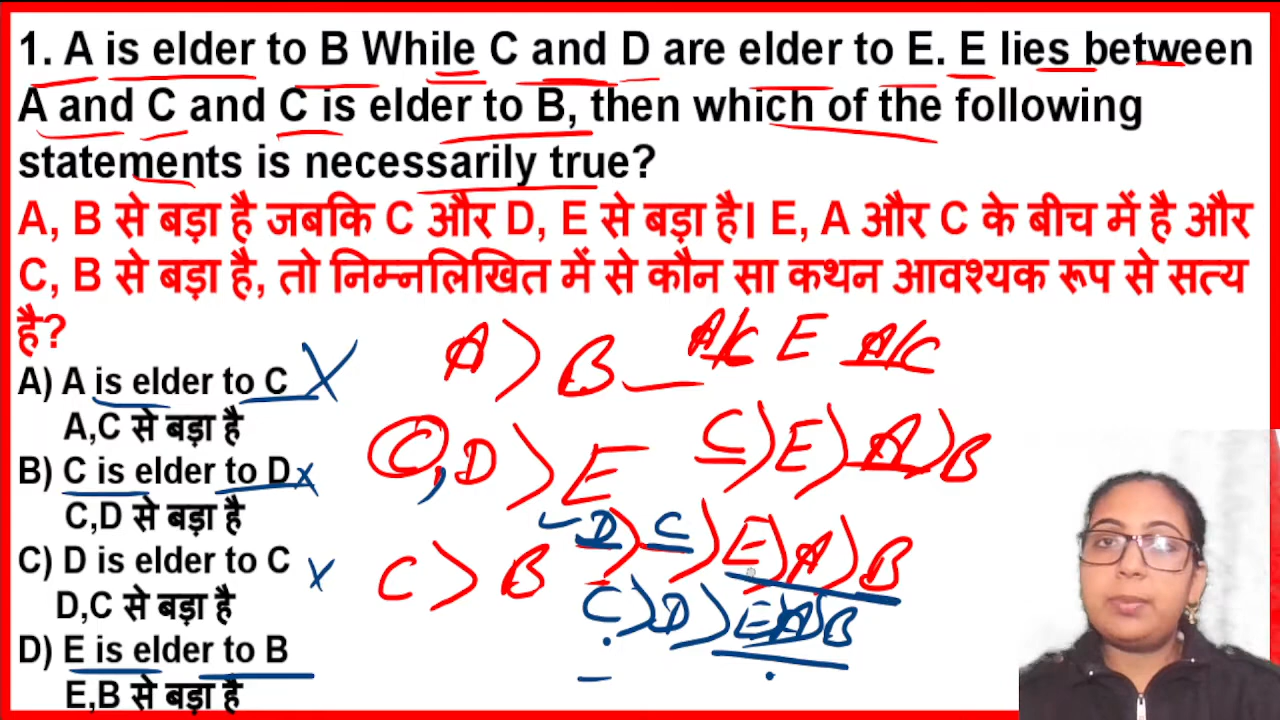 1. A is elder to B While C and D are elder to E. E lies between
A and C and C is elder to B, then which of the following
statements is necessarily true?
A, B से बड़ा है जबकि C और D, E से बड़ा है। E, A और C के बीच में है और
C, B से बड़ा है, तो निम्नलिखित में से कौन सा कथन आवश्यक रूप से सत्य
है?
A) A is elder to C X
A,C से बड़ा है
B) C is elder to D x
C,D से बड़ा है
C) D is elder to C x
D,C से बड़ा है
D) E is elder to B
E,B से बड़ा है
A > B
A/C E A/C
C, D > E
C > E > A > B
C > B
D > C > E > A > B
C > D > E > A > B